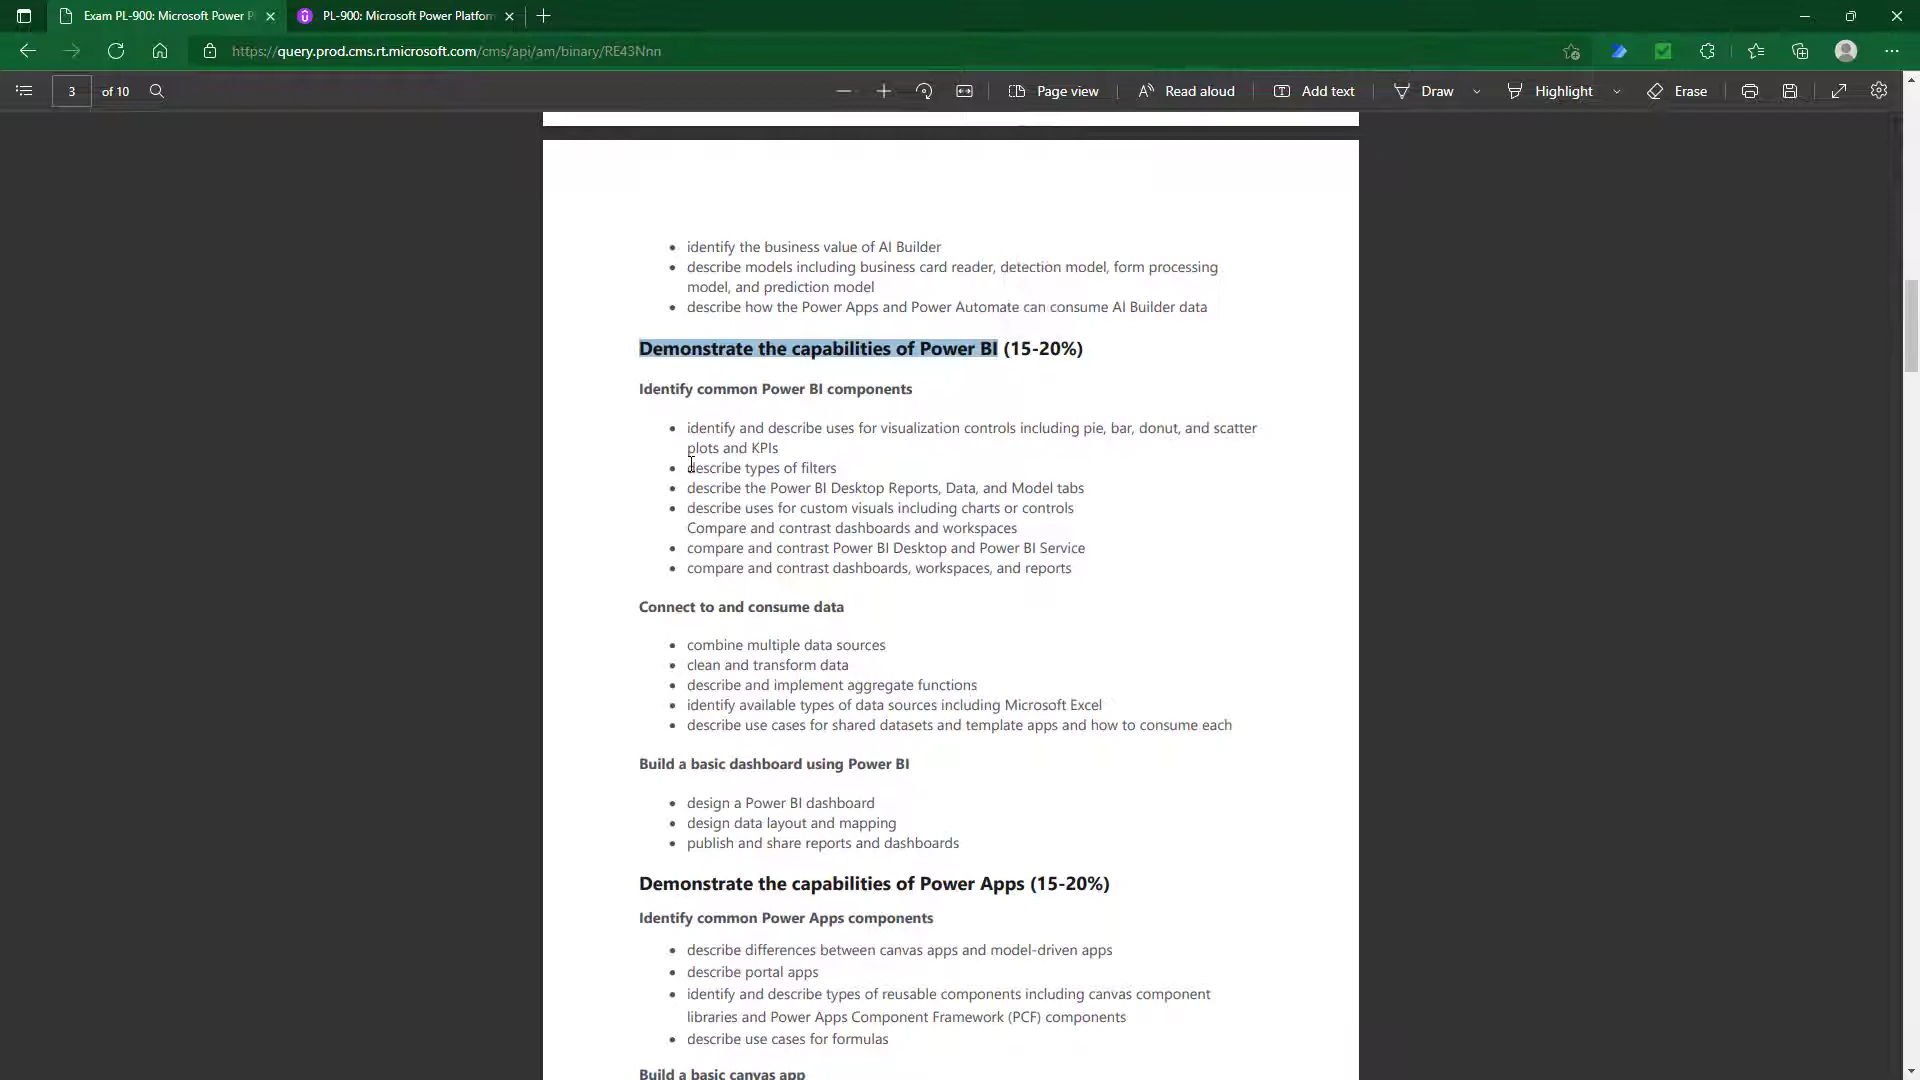 Exam PL-900: Microsoft Power P
PL-900: Microsoft Power Platform
https://query.prod.cms.rt.microsoft.com/cms/api/am/binary/RE43Nnn
3 of 10
Page view
Read aloud
Add text
Draw
Highlight
Erase
• identify the business value of AI Builder
• describe models including business card reader, detection model, form processing
model, and prediction model
• describe how the Power Apps and Power Automate can consume AI Builder data
Demonstrate the capabilities of Power BI (15-20%)
Identify common Power BI components
• identify and describe uses for visualization controls including pie, bar, donut, and scatter
plots and KPIs
• describe types of filters
• describe the Power BI Desktop Reports, Data, and Model tabs
• describe uses for custom visuals including charts or controls
Compare and contrast dashboards and workspaces
• compare and contrast Power BI Desktop and Power BI Service
• compare and contrast dashboards, workspaces, and reports
Connect to and consume data
• combine multiple data sources
• clean and transform data
• describe and implement aggregate functions
• identify available types of data sources including Microsoft Excel
• describe use cases for shared datasets and template apps and how to consume each
Build a basic dashboard using Power BI
• design a Power BI dashboard
• design data layout and mapping
• publish and share reports and dashboards
Demonstrate the capabilities of Power Apps (15-20%)
Identify common Power Apps components
• describe differences between canvas apps and model-driven apps
• describe portal apps
• identify and describe types of reusable components including canvas component
libraries and Power Apps Component Framework (PCF) components
• describe use cases for formulas
Build a basic canvas app